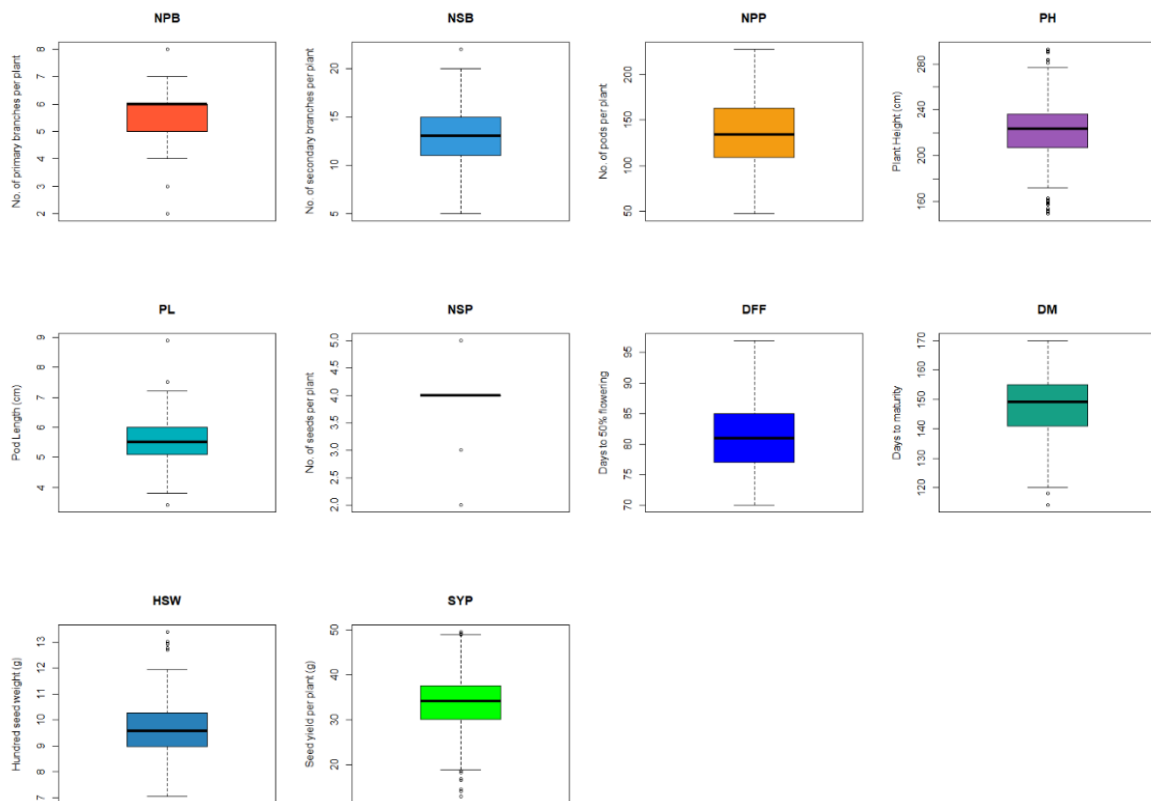 NPB
No. of primary branches per plant
8
7
6
5
4
3
2
NSB
No. of secondary branches per plant
20
15
10
5
NPP
No. of pods per plant
200
150
100
50
PH
Plant Height (cm)
280
240
200
160
PL
Pod Length (cm)
9
8
7
6
5
4
NSP
No. of seeds per plant
5.0
4.5
4.0
3.5
3.0
2.5
2.0
DFF
Days to 50% flowering
95
90
85
80
75
70
DM
Days to maturity
170
160
150
140
130
120
HSW
Hundred seed weight (g)
13
12
11
10
9
8
7
SYP
Seed yield per plant (g)
50
40
30
20